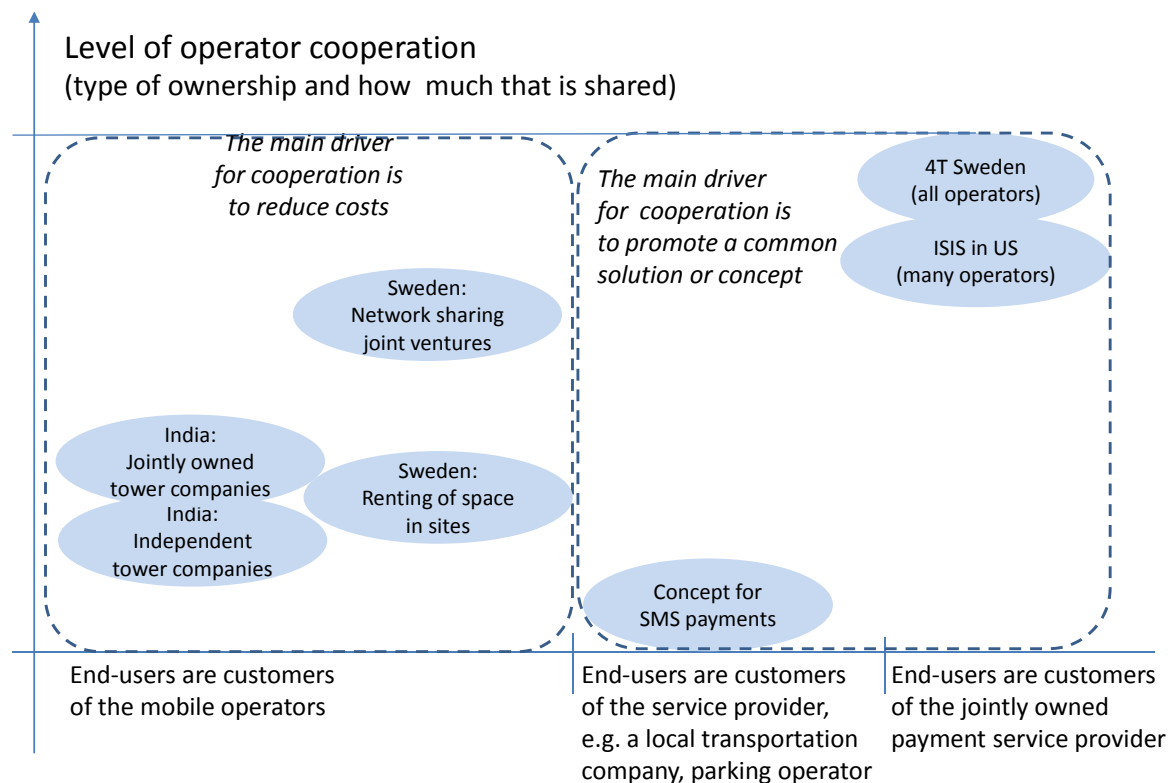 Level of operator cooperation
(type of ownership and how  much that is shared)
The main driver
for cooperation is
to reduce costs
The main driver
for  cooperation is
to promote a common
solution or concept
4T Sweden
(all operators)
ISIS in US
(many operators)
Sweden:
Network sharing
joint ventures
India:
Jointly owned
tower companies
Sweden:
Renting of space
in sites
India:
Independent
tower companies
Concept for
SMS payments
End-users are customers
of the mobile operators
End-users are customers
of the service provider,
e.g. a local transportation
company, parking operator
End-users are customers
of the jointly owned
payment service provider